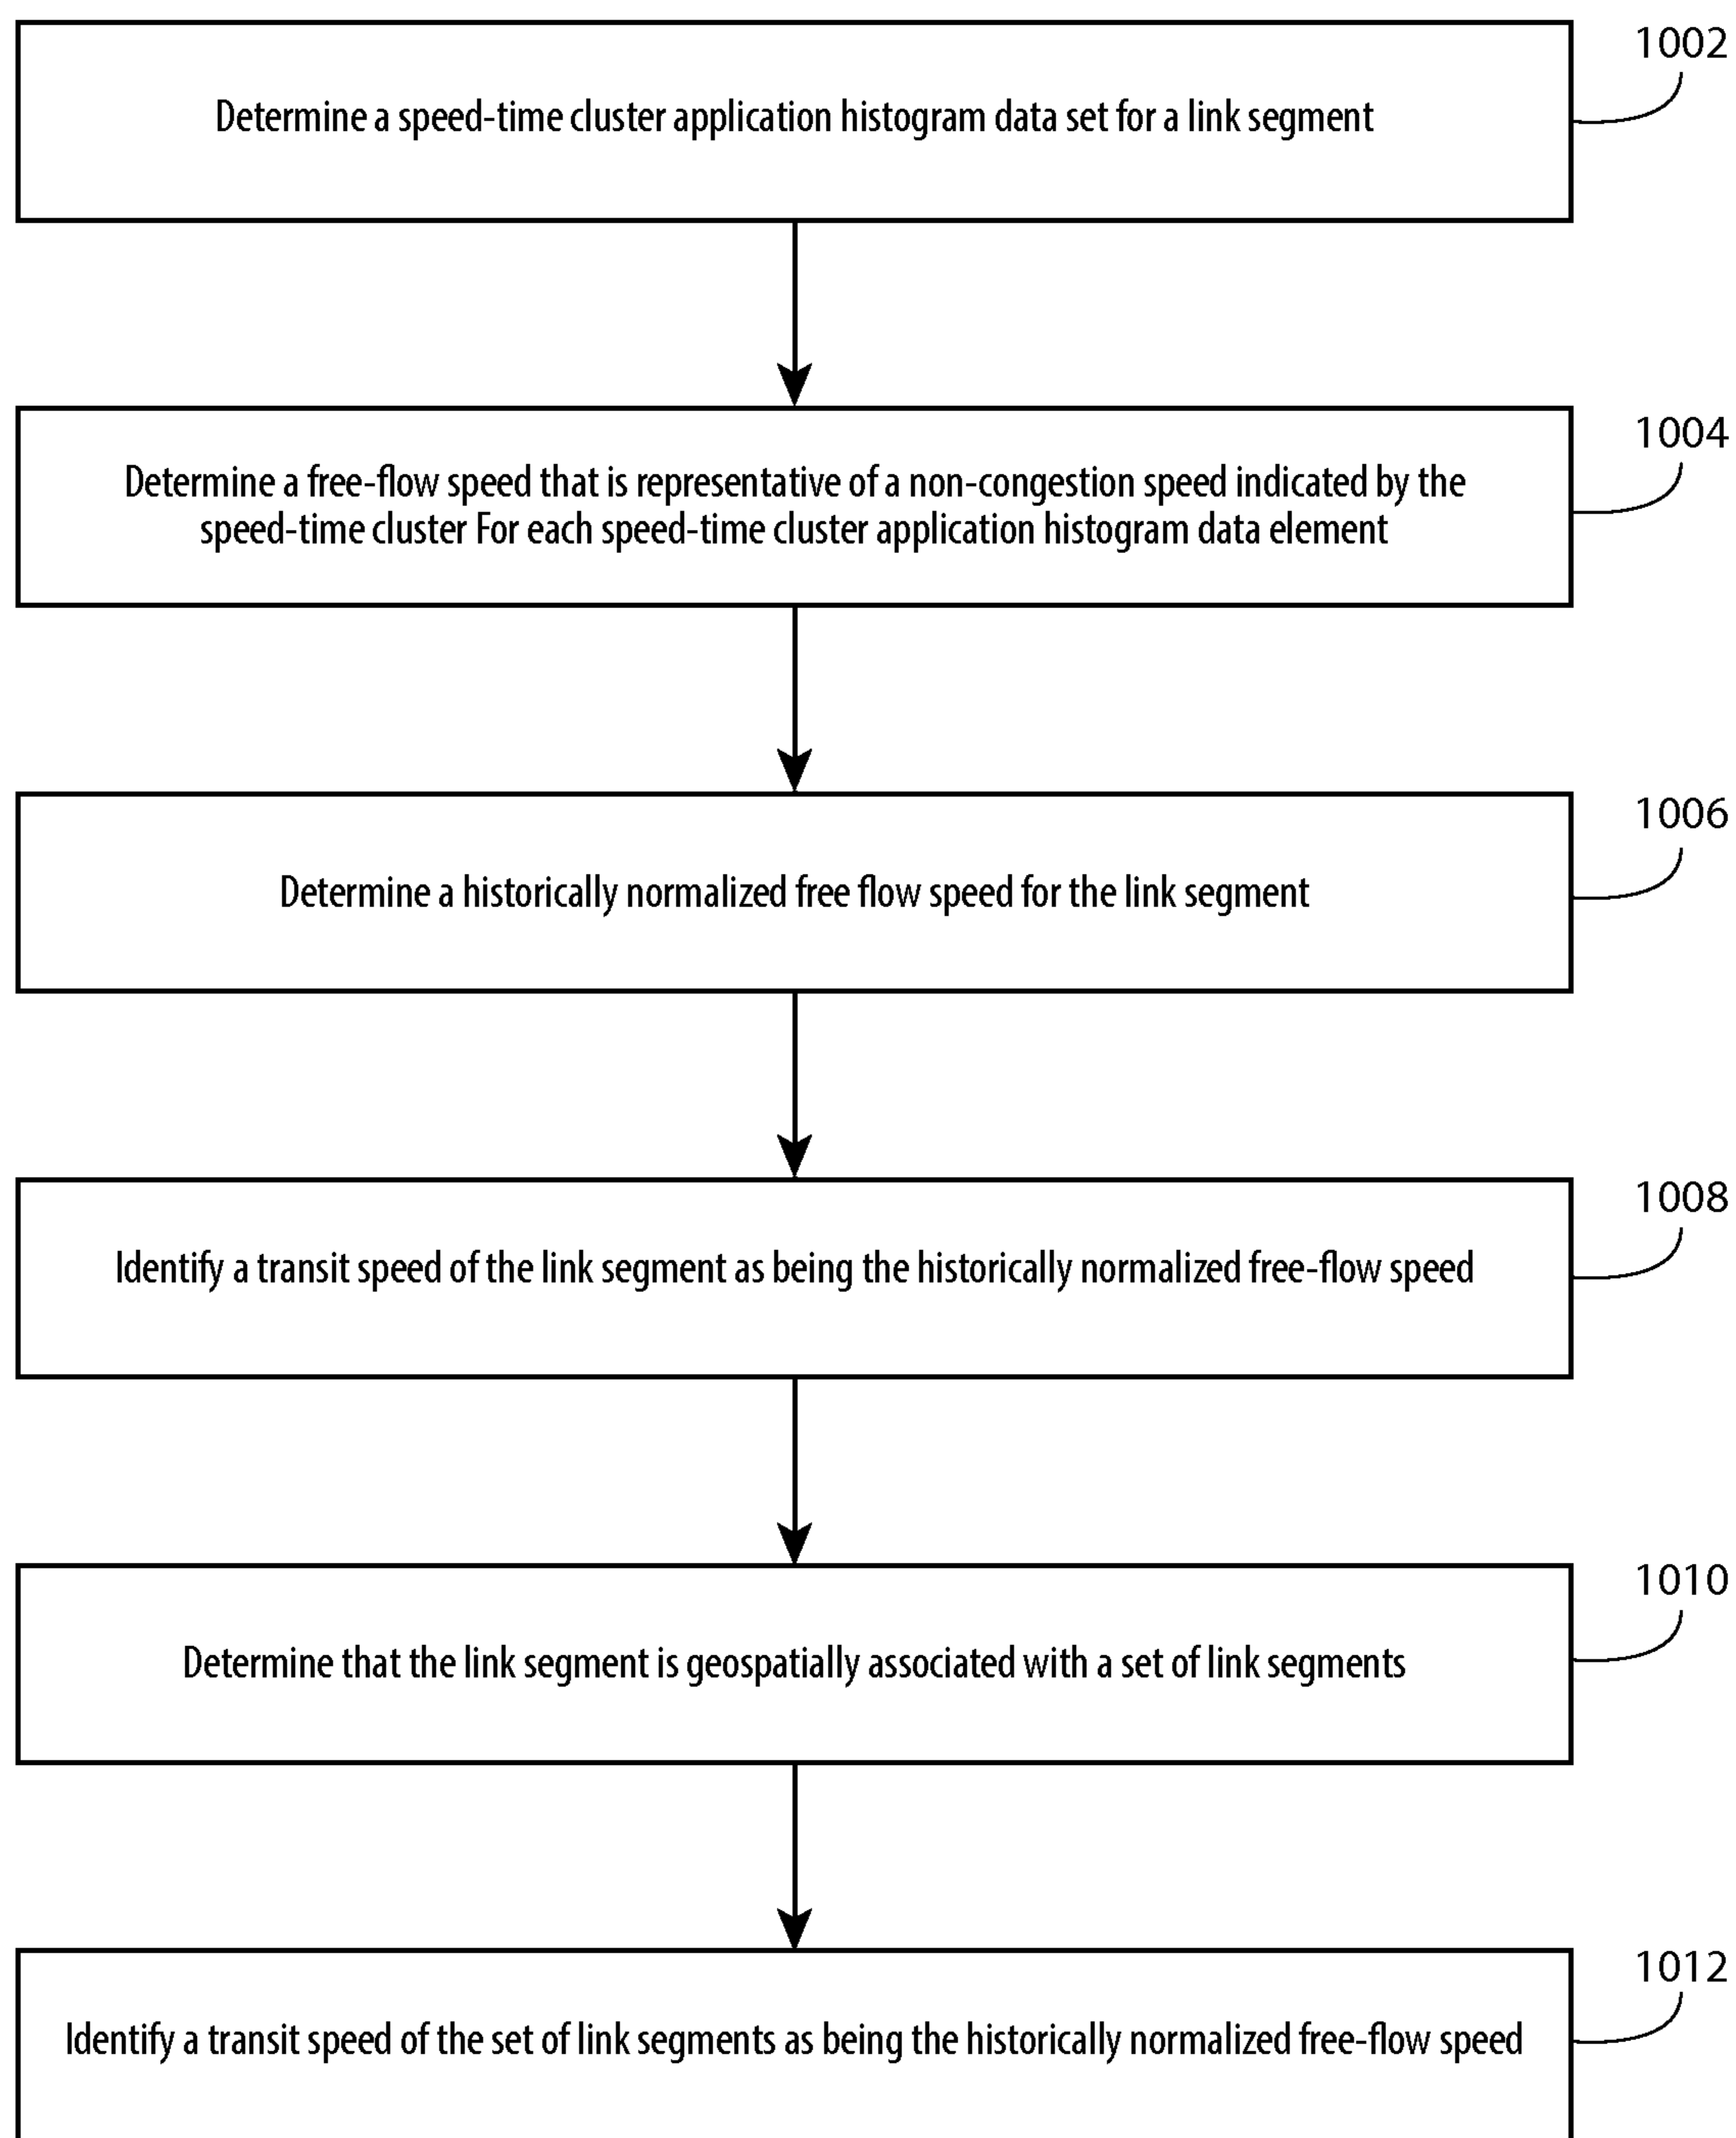 1002
Determine a speed-time cluster application histogram data set for a link segment
1004
Determine a free-flow speed that is representative of a non-congestion speed indicated by the
speed-time cluster For each speed-time cluster application histogram data element
1006
Determine a historically normalized free flow speed for the link segment
1008
Identify a transit speed of the link segment as being the historically normalized free-flow speed
1010
Determine that the link segment is geospatially associated with a set of link segments
1012
Identify a transit speed of the set of link segments as being the historically normalized free-flow speed